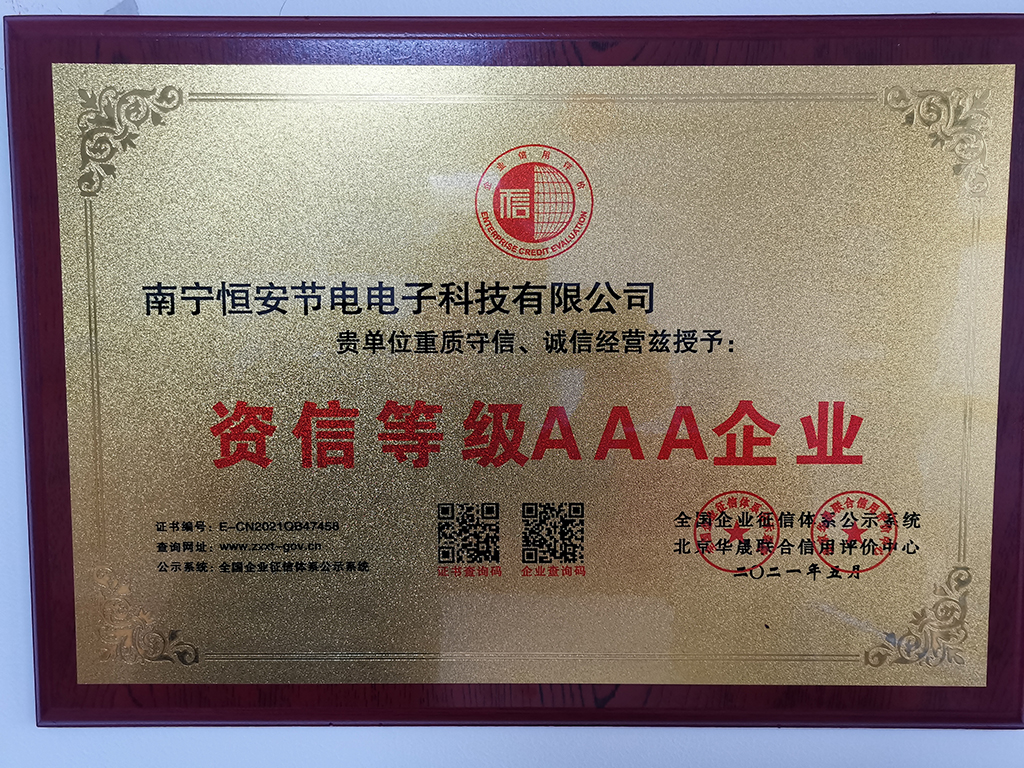 企业信用评价
信
ENTERPRISE CREDIT EVALUATION
南宁恒安节电电子科技有限公司
贵单位重质守信、诚信经营兹授予：
资信等级AAA企业
证书编号：E-CN2021QB47458
查询网址：www.zxxt-gov.cn
公示系统：全国企业征信体系公示系统
证书查询码
企业查询码
全国企业征信体系公示系统
北京华晟联合信用评价中心
二〇二一年五月